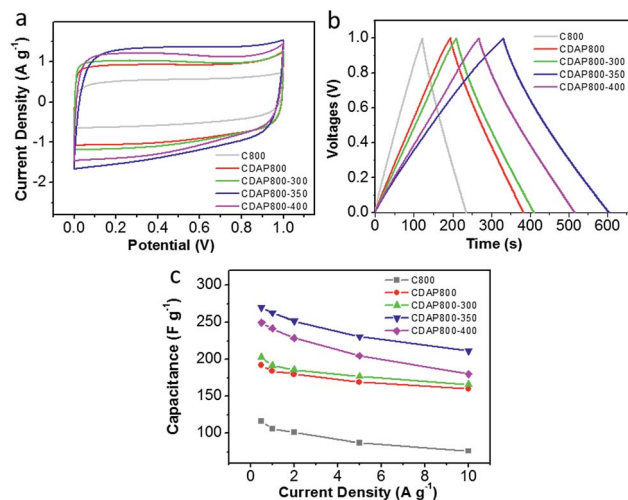 a
Current Density (A g⁻¹)
2
1
0
-1
-2
C800
CDAP800
CDAP800-300
CDAP800-350
CDAP800-400
0.0 0.2 0.4 0.6 0.8 1.0
Potential (V)
b
Voltages (V)
1.0
0.8
0.6
0.4
0.2
0.0
C800
CDAP800
CDAP800-300
CDAP800-350
CDAP800-400
0 100 200 300 400 500 600
Time (s)
c
Capacitance (F g⁻¹)
300
250
200
150
100
C800
CDAP800
CDAP800-300
CDAP800-350
CDAP800-400
0 2 4 6 8 10
Current Density (A g⁻¹)